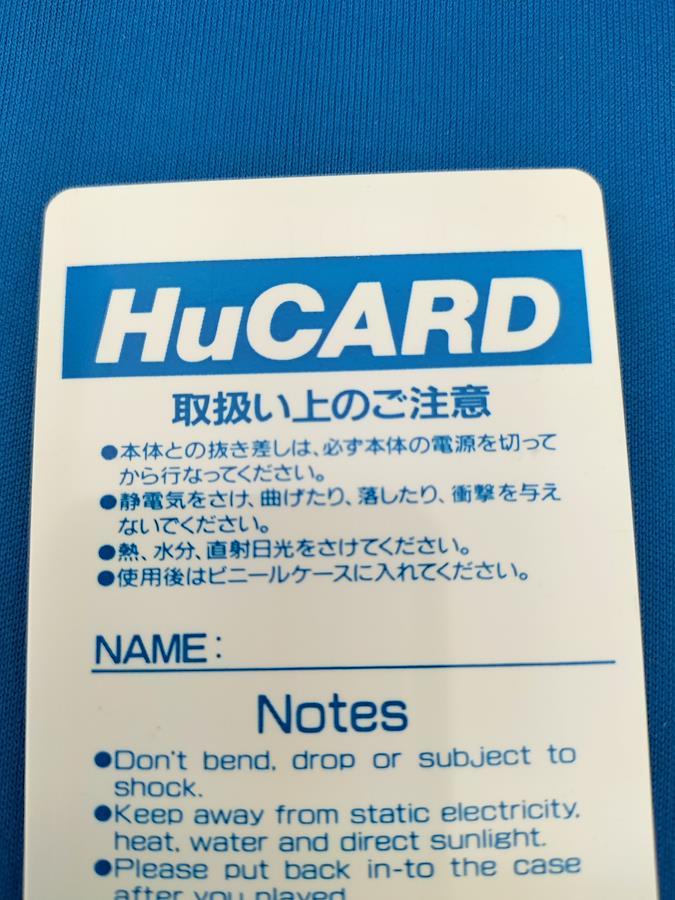 HuCARD
取扱い上のご注意
●本体との抜き差しは、必ず本体の電源を切って
から行なってください。
●静電気をさけ、曲げたり、落したり、衝撃を与え
ないでください。
●熱、水分、直射日光をさけてください。
●使用後はビニールケースに入れてください。
NAME:
Notes
●Don't bend, drop or subject to
shock.
●Keep away from static electricity,
heat, water and direct sunlight.
●Please put back in-to the case
after you played.